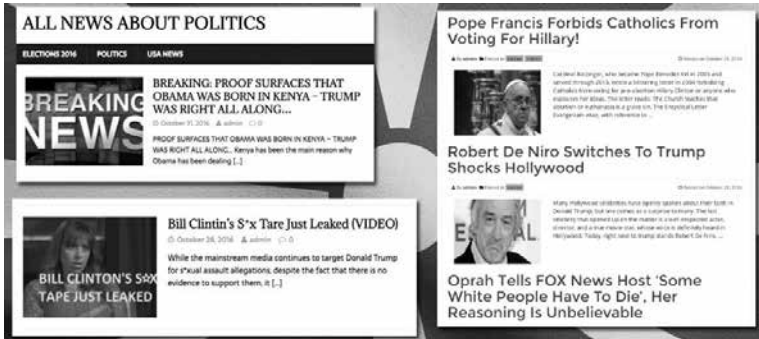 ALL NEWS ABOUT POLITICS
ELECTIONS 2016 POLITICS USA NEWS
BREAKING NEWS
BREAKING: PROOF SURFACES THAT
OBAMA WAS BORN IN KENYA – TRUMP
WAS RIGHT ALL ALONG...
October 31, 2016 admin 0
PROOF SURFACES THAT OBAMA WAS BORN IN KENYA – TRUMP
WAS RIGHT ALL ALONG... Kenya has been the main reason why
Obama has been dealing [...]
BILL CLINTON'S S*X
TAPE JUST LEAKED
Bill Clintin's S*x Tare Just Leaked (VIDEO)
October 28, 2016 admin 0
While the mainstream media continues to target Donald Trump
for s*xual assault allegations, despite the fact that there is no
evidence to support them, it [...]
Pope Francis Forbids Catholics From
Voting For Hillary!
Robert De Niro Switches To Trump
Shocks Hollywood
Oprah Tells FOX News Host 'Some
White People Have To Die', Her
Reasoning Is Unbelievable